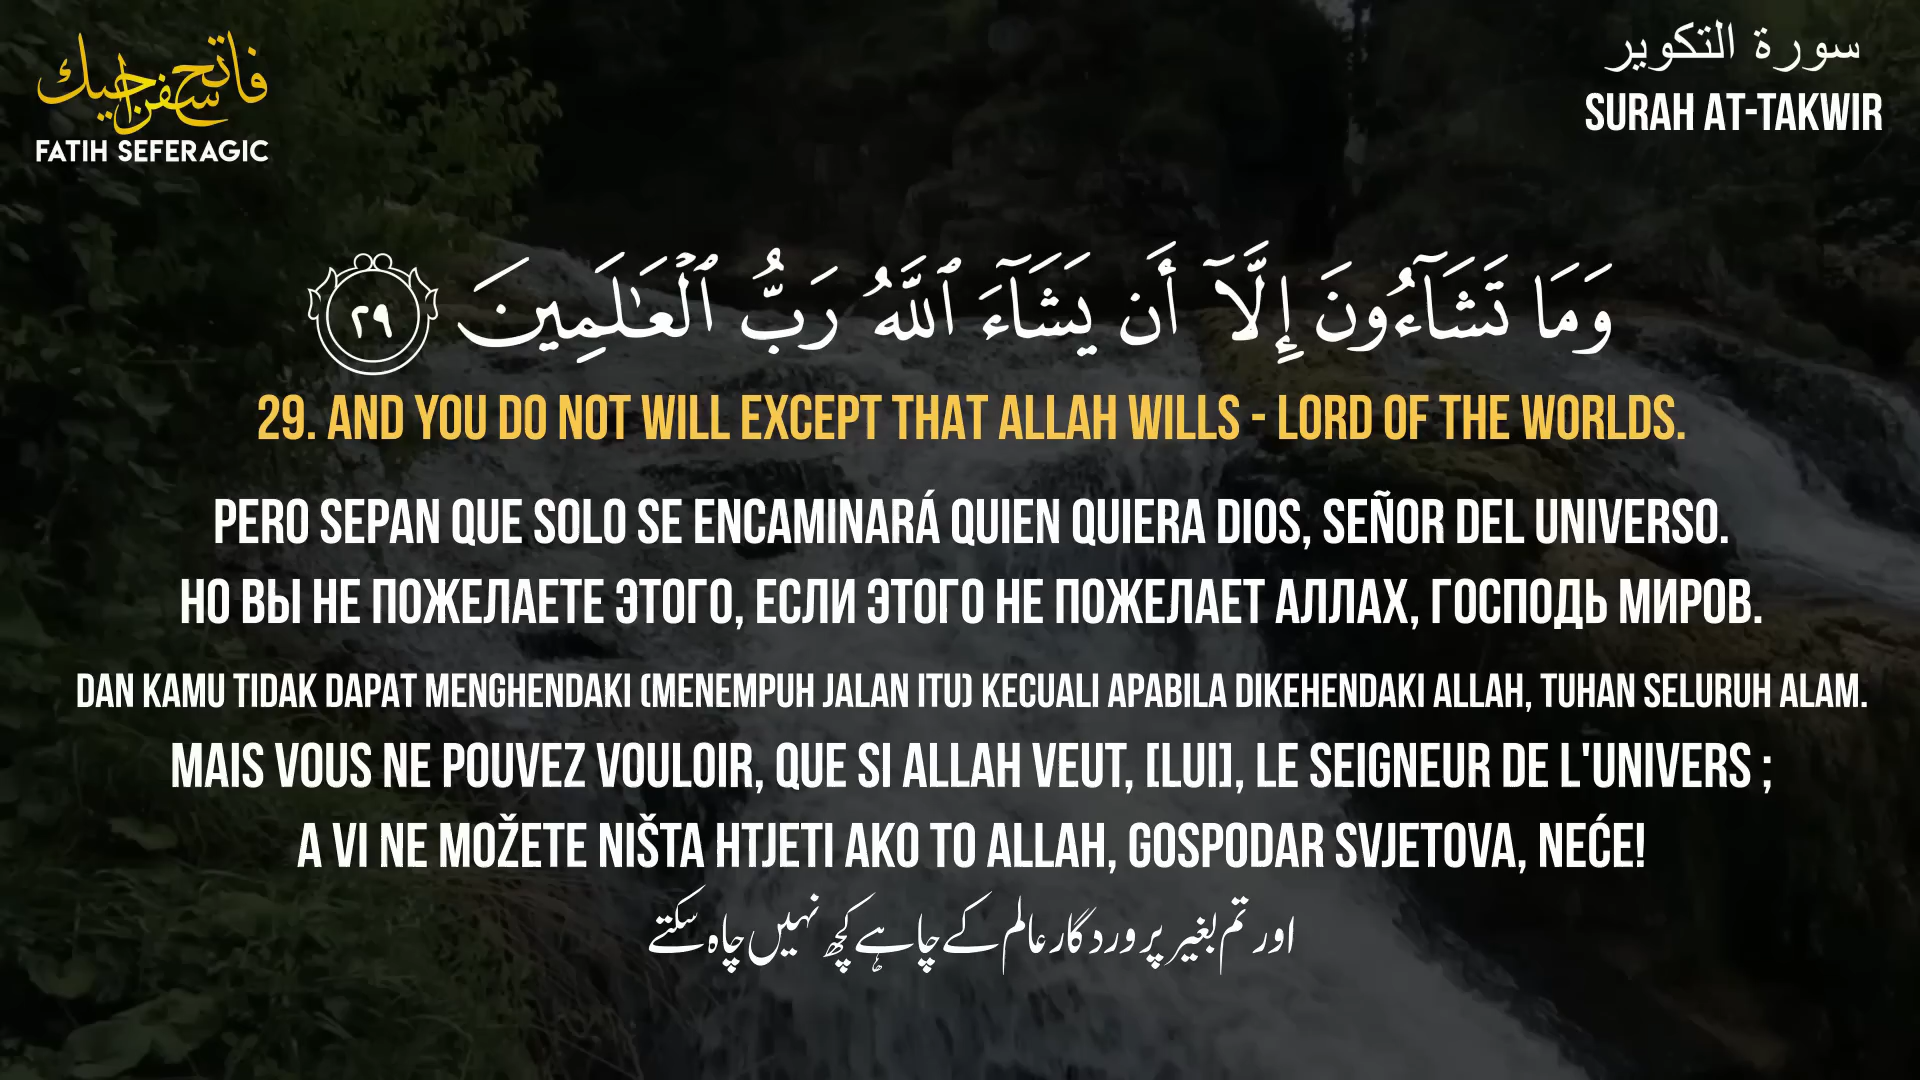 فاتح سفراجيك
FATIH SEFERAGIC
سورة التكوير
SURAH AT-TAKWIR
وَمَا تَشَآءُونَ إِلَّآ أَن يَشَآءَ ٱللَّهُ رَبُّ ٱلْعَـٰلَمِينَ ٢٩
29. AND YOU DO NOT WILL EXCEPT THAT ALLAH WILLS - LORD OF THE WORLDS.
PERO SEPAN QUE SOLO SE ENCAMINARÁ QUIEN QUIERA DIOS, SEÑOR DEL UNIVERSO.
НО ВЫ НЕ ПОЖЕЛАЕТЕ ЭТОГО, ЕСЛИ ЭТОГО НЕ ПОЖЕЛАЕТ АЛЛАХ, ГОСПОДЬ МИРОВ.
DAN KAMU TIDAK DAPAT MENGHENDAKI (MENEMPUH JALAN ITU) KECUALI APABILA DIKEHENDAKI ALLAH, TUHAN SELURUH ALAM.
MAIS VOUS NE POUVEZ VOULOIR, QUE SI ALLAH VEUT, [LUI], LE SEIGNEUR DE L'UNIVERS ;
A VI NE MOŽETE NIŠTA HTJETI AKO TO ALLAH, GOSPODAR SVJETOVA, NEĆE!
اور تم بغیر پروردگار عالم کے چاہے کچھ نہیں چاہ سکتے